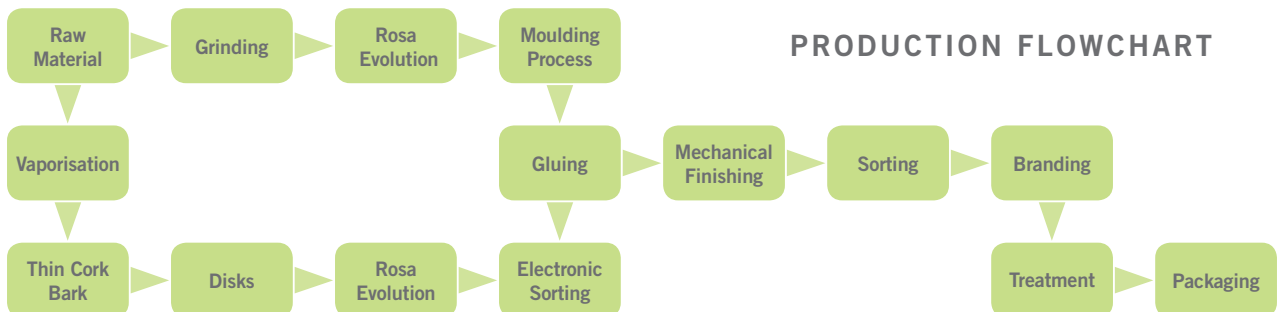 PRODUCTION FLOWCHART
Raw
Material
Grinding
Rosa
Evolution
Moulding
Process
Vaporisation
Gluing
Mechanical
Finishing
Sorting
Branding
Thin Cork
Bark
Disks
Rosa
Evolution
Electronic
Sorting
Treatment
Packaging